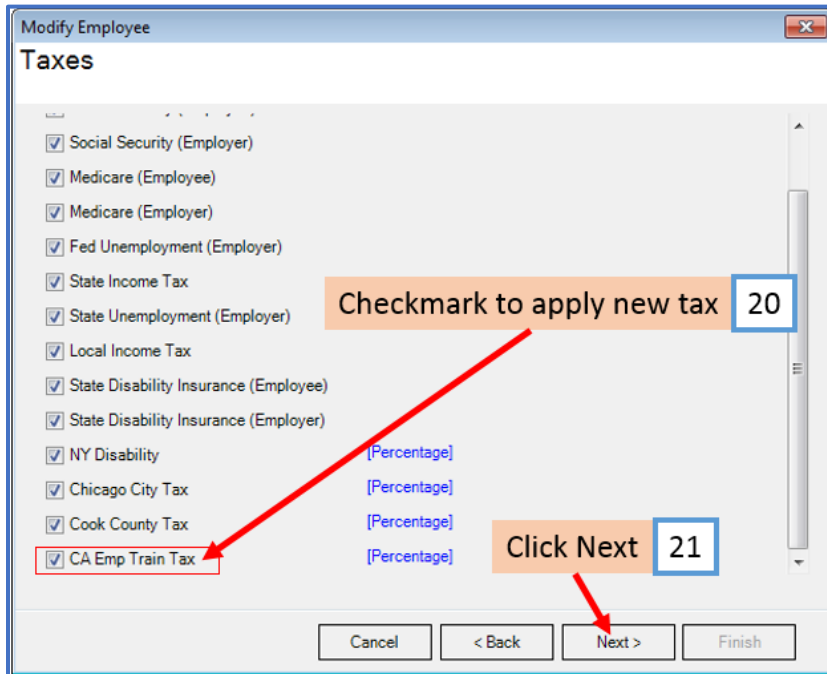 Modify Employee
Taxes
Social Security (Employer)
Medicare (Employee)
Medicare (Employer)
Fed Unemployment (Employer)
State Income Tax
Checkmark to apply new tax 20
State Unemployment (Employer)
Local Income Tax
State Disability Insurance (Employee)
State Disability Insurance (Employer)
NY Disability [Percentage]
Chicago City Tax [Percentage]
Cook County Tax [Percentage]
Click Next 21
CA Emp Train Tax [Percentage]
Cancel < Back Next > Finish